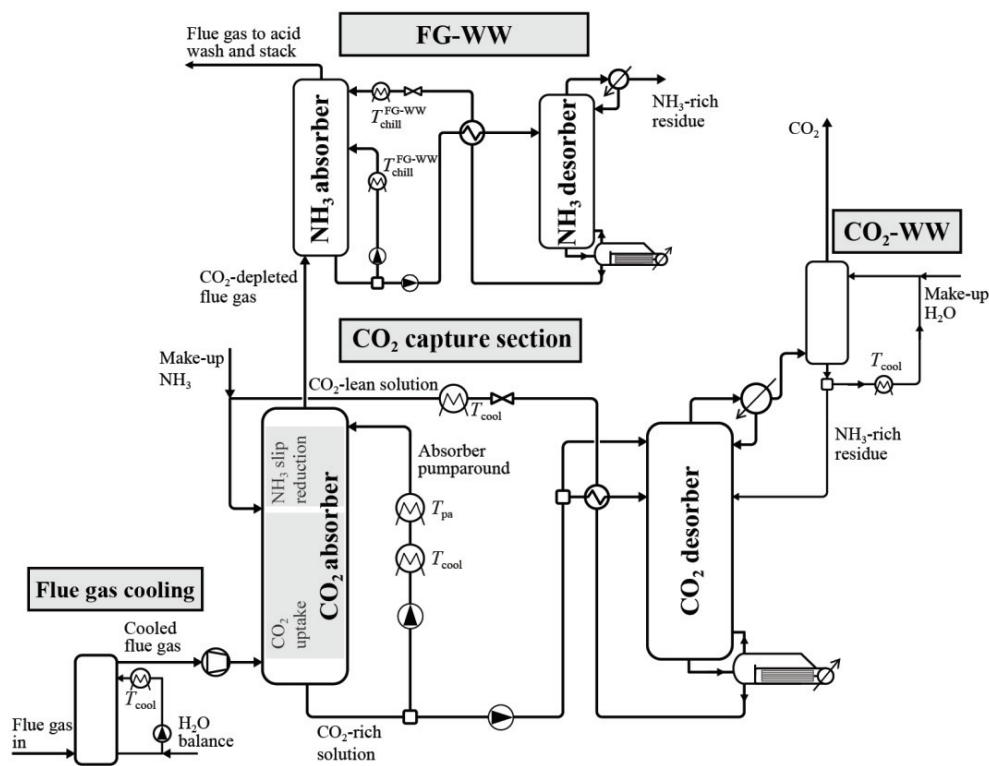 FG-WW
Flue gas to acid
wash and stack
NH₃ absorber
T_chill^FG-WW
T_chill^FG-WW
NH₃ desorber
NH₃-rich
residue
CO₂
CO₂-WW
CO₂-depleted
flue gas
Make-up
H₂O
T_cool
NH₃-rich
residue
CO₂ capture section
Make-up
NH₃
CO₂-lean solution
T_cool
NH₃ slip
reduction
CO₂ absorber
CO₂
uptake
Absorber
pumparound
T_pa
T_cool
CO₂ desorber
Flue gas cooling
Cooled
flue gas
T_cool
Flue gas
in
H₂O
balance
CO₂-rich
solution